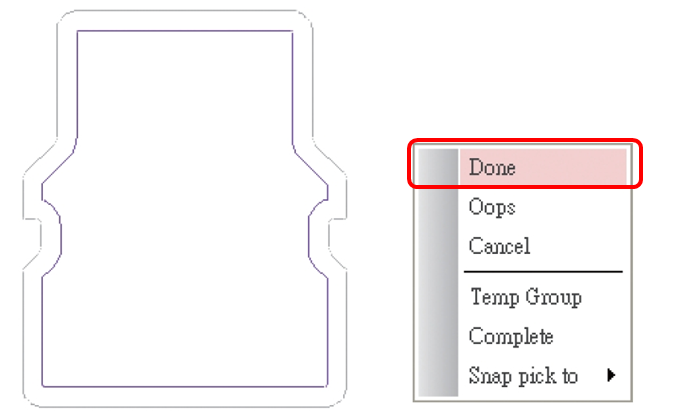 Done
Oops
Cancel
Temp Group
Complete
Snap pick to